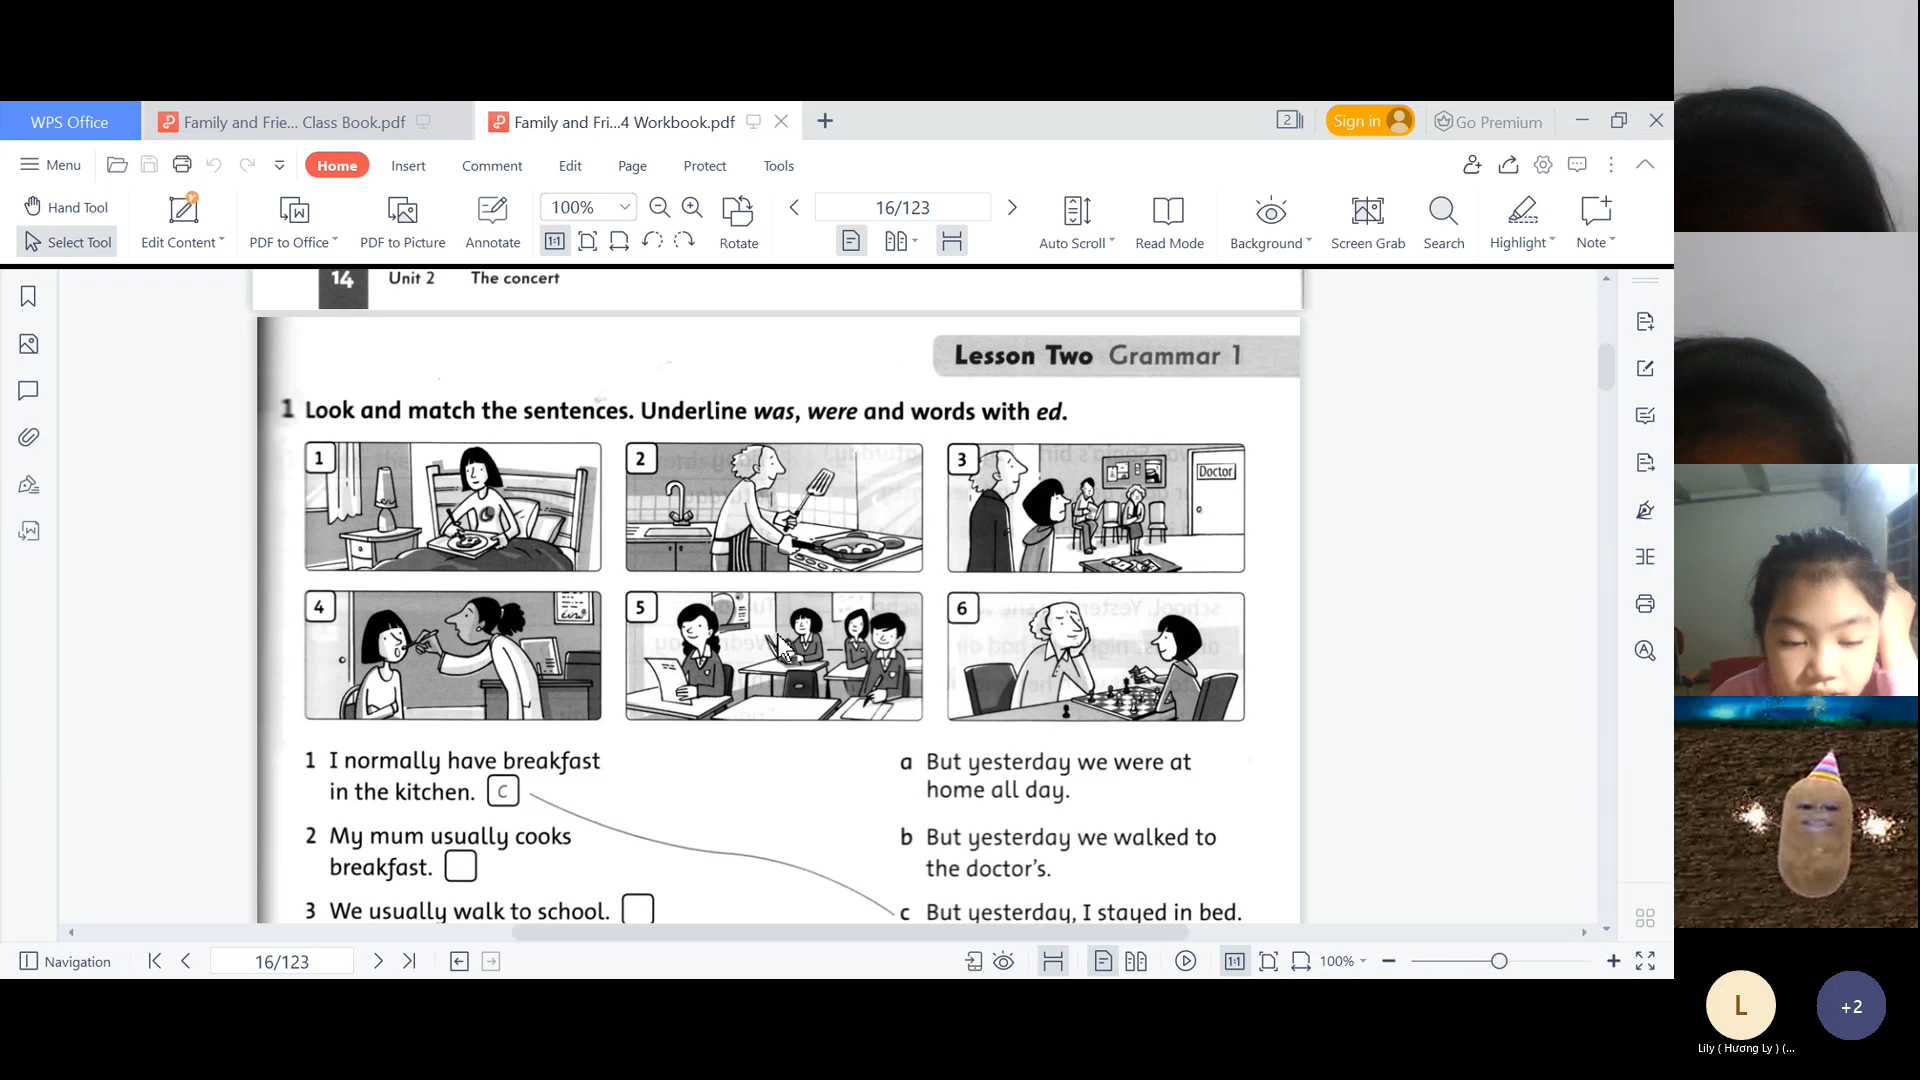 WPS Office
Family and Frie... Class Book.pdf
Family and Fri...4 Workbook.pdf
2
Sign in
Go Premium
Menu
Home
Insert
Comment
Edit
Page
Protect
Tools
Hand Tool
Select Tool
Edit Content
PDF to Office
PDF to Picture
Annotate
100%
1:1
Rotate
16/123
Auto Scroll
Read Mode
Background
Screen Grab
Search
Highlight
Note
14 Unit 2 The concert
Lesson Two Grammar 1
1 Look and match the sentences. Underline was, were and words with ed.
1
2
3
Doctor
4
5
6
1 I normally have breakfast
in the kitchen. c
2 My mum usually cooks
breakfast.
3 We usually walk to school.
a But yesterday we were at
home all day.
b But yesterday we walked to
the doctor's.
c But yesterday, I stayed in bed.
Navigation
16/123
1:1
100%
L
+2
Lily ( Hương Ly ) (...